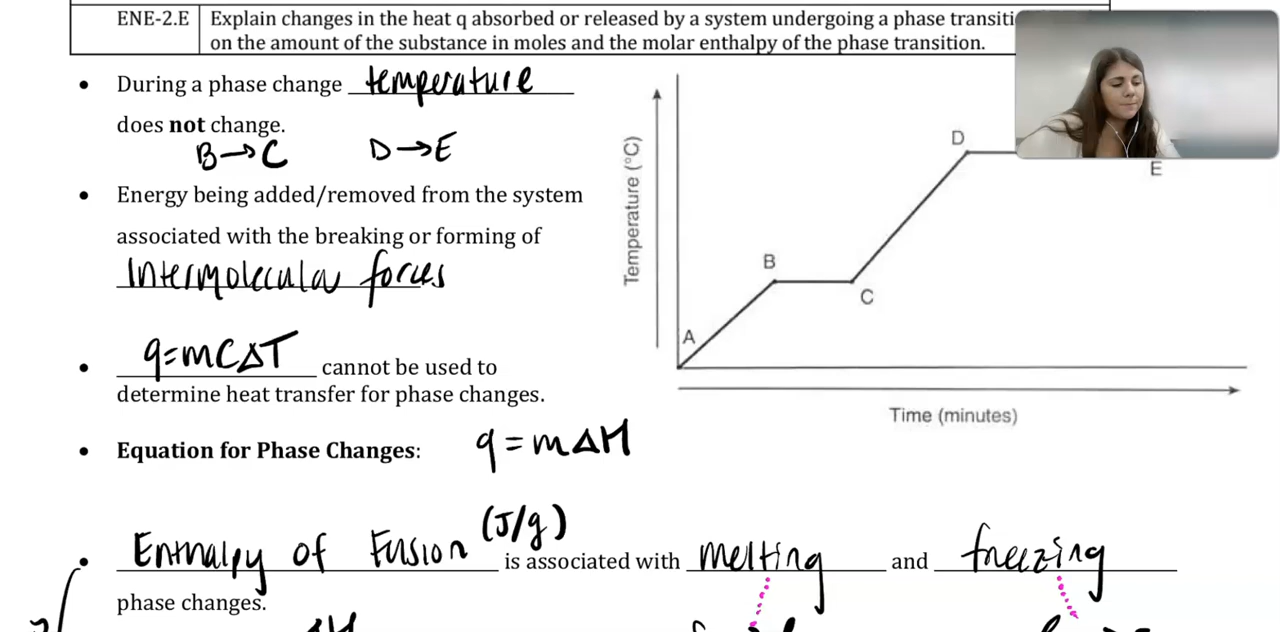 ENE-2.E Explain changes in the heat q absorbed or released by a system undergoing a phase
on the amount of the substance in moles and the molar enthalpy of the phase transition.
• During a phase change temperature
does not change.
B→C D→E
• Energy being added/removed from the system
associated with the breaking or forming of
Intermolecular forces
• q=mCΔT cannot be used to
determine heat transfer for phase changes.
• Equation for Phase Changes: q=mΔH
• Enthalpy of Fusion (J/g) is associated with melting and freezing
phase changes.
Temperature (°C)
D
E
B
C
A
Time (minutes)